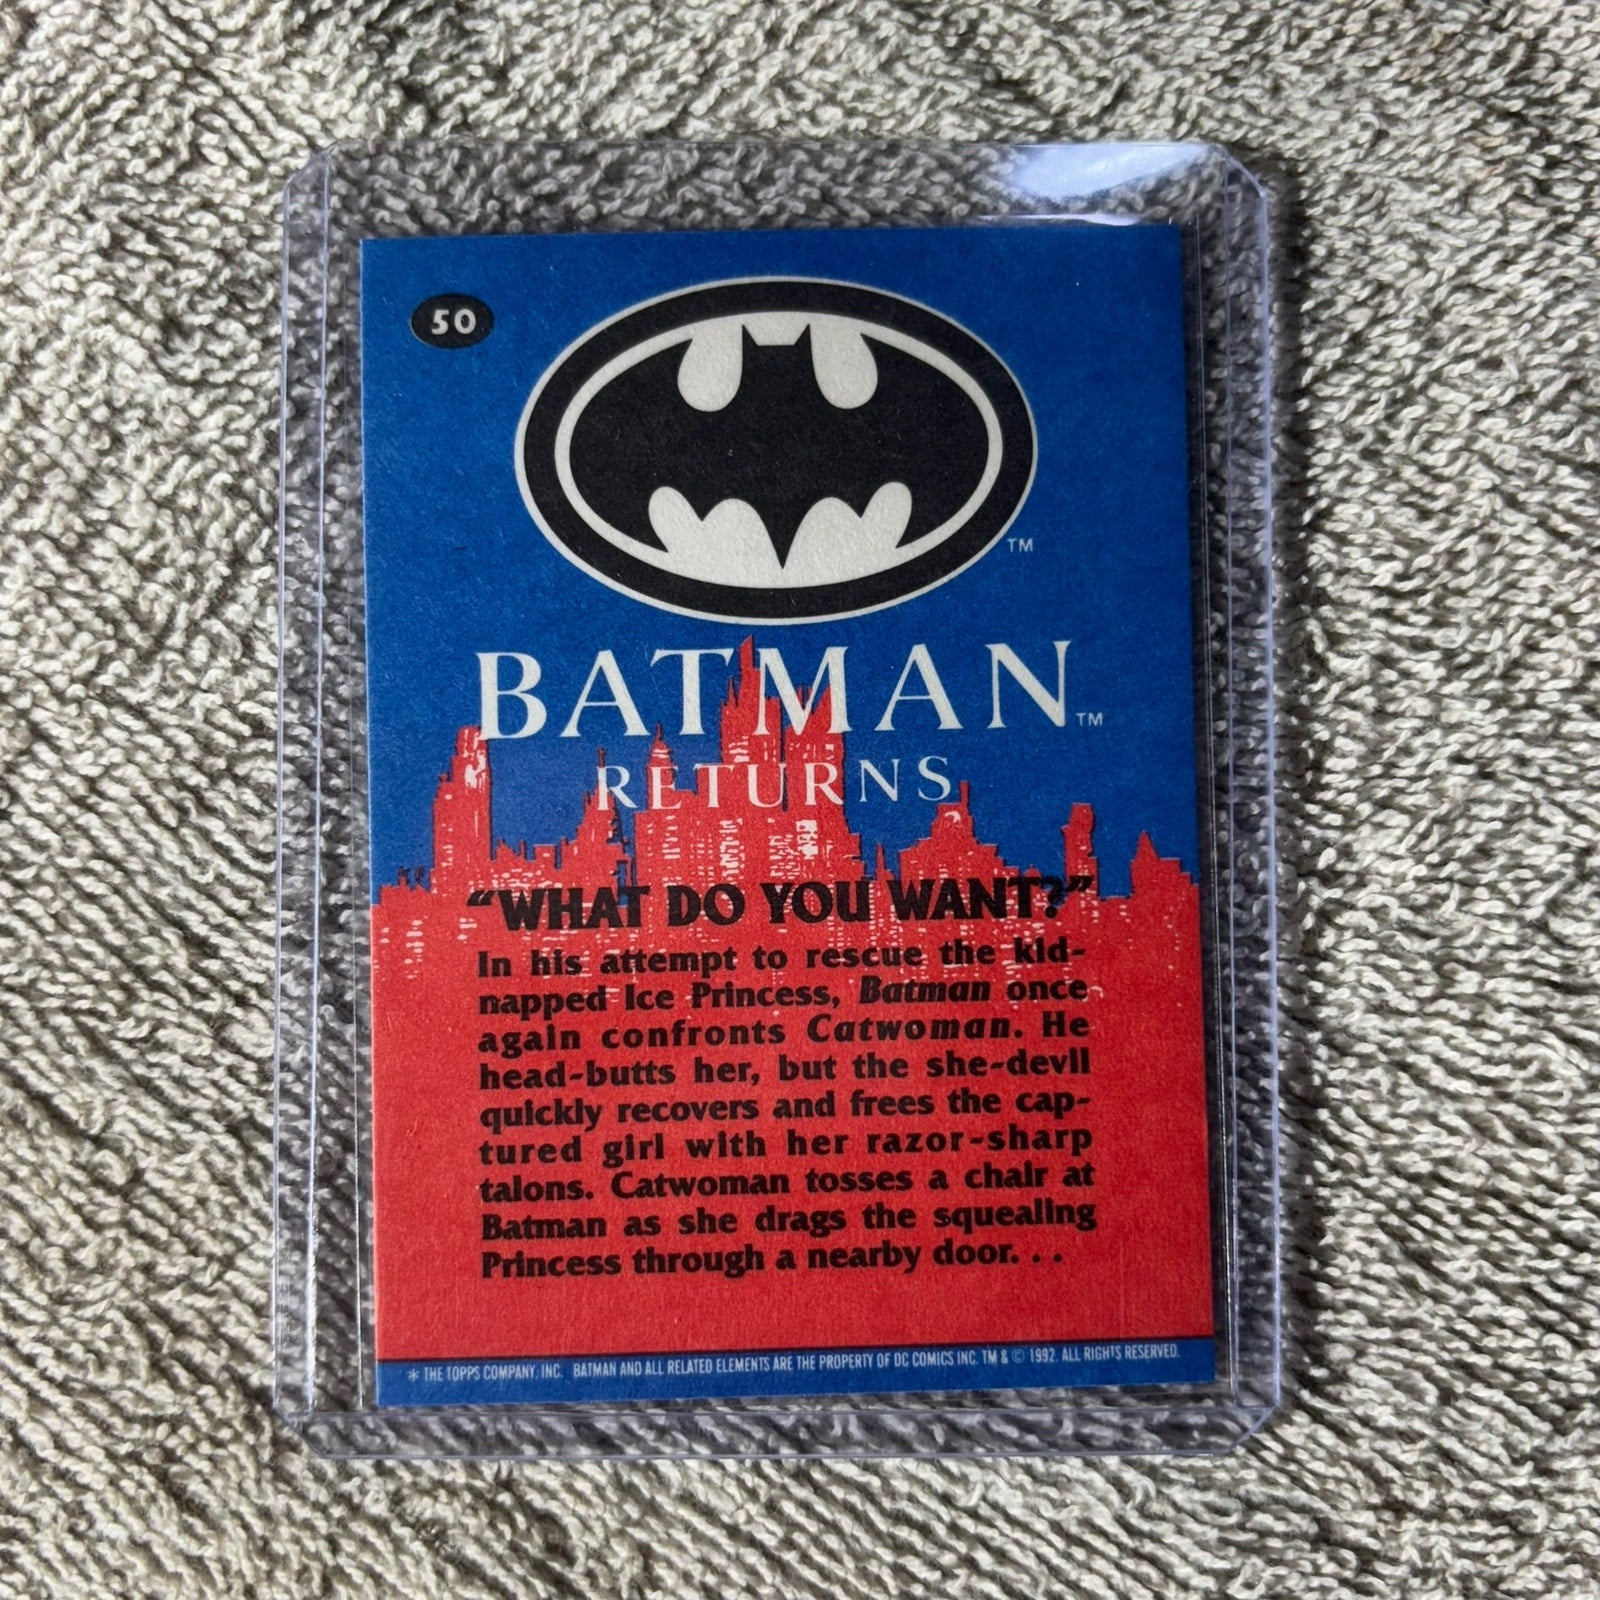 50
TM
BATMAN TM
RETURNS
"WHAT DO YOU WANT?"
In his attempt to rescue the kid-
napped Ice Princess, Batman once
again confronts Catwoman. He
head-butts her, but the she-devil
quickly recovers and frees the cap-
tured girl with her razor-sharp
talons. Catwoman tosses a chair at
Batman as she drags the squealing
Princess through a nearby door. . .
* THE TOPPS COMPANY, INC. BATMAN AND ALL RELATED ELEMENTS ARE THE PROPERTY OF DC COMICS INC. TM & © 1992. ALL RIGHTS RESERVED.